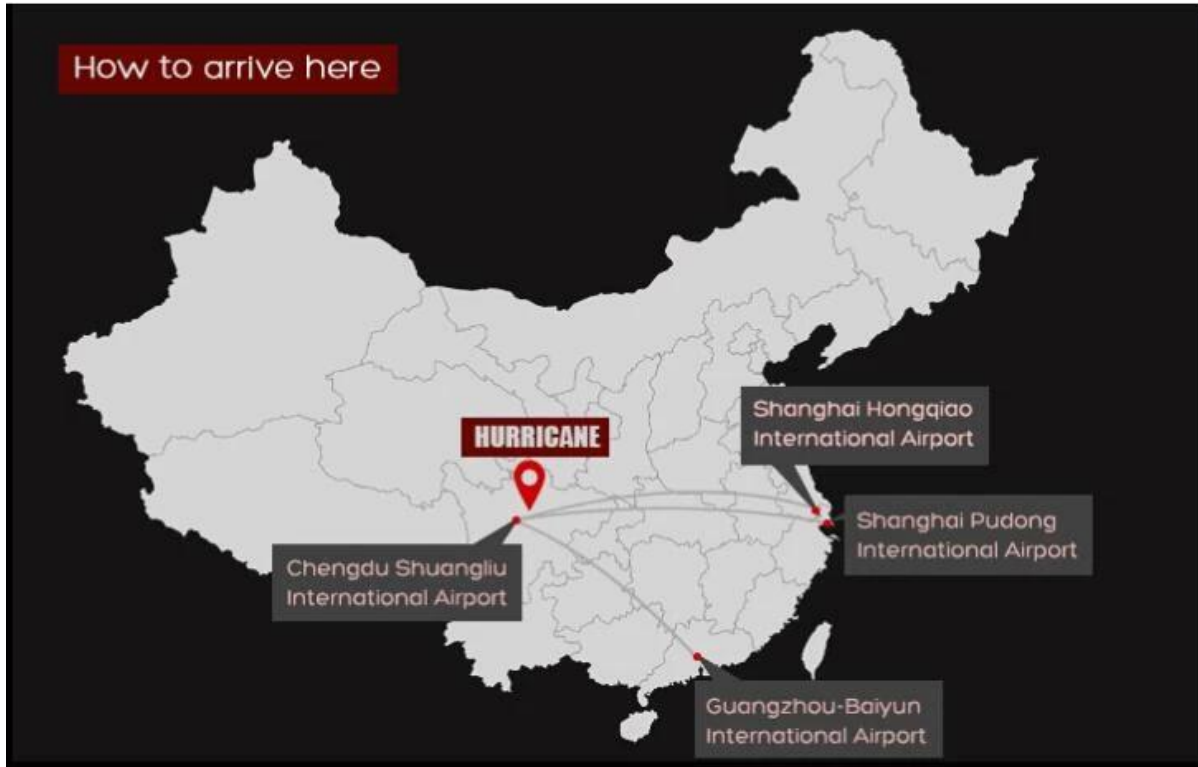 How to arrive here
HURRICANE
Shanghai Hongqiao
International Airport
Shanghai Pudong
International Airport
Chengdu Shuangliu
International Airport
Guangzhou-Baiyun
International Airport